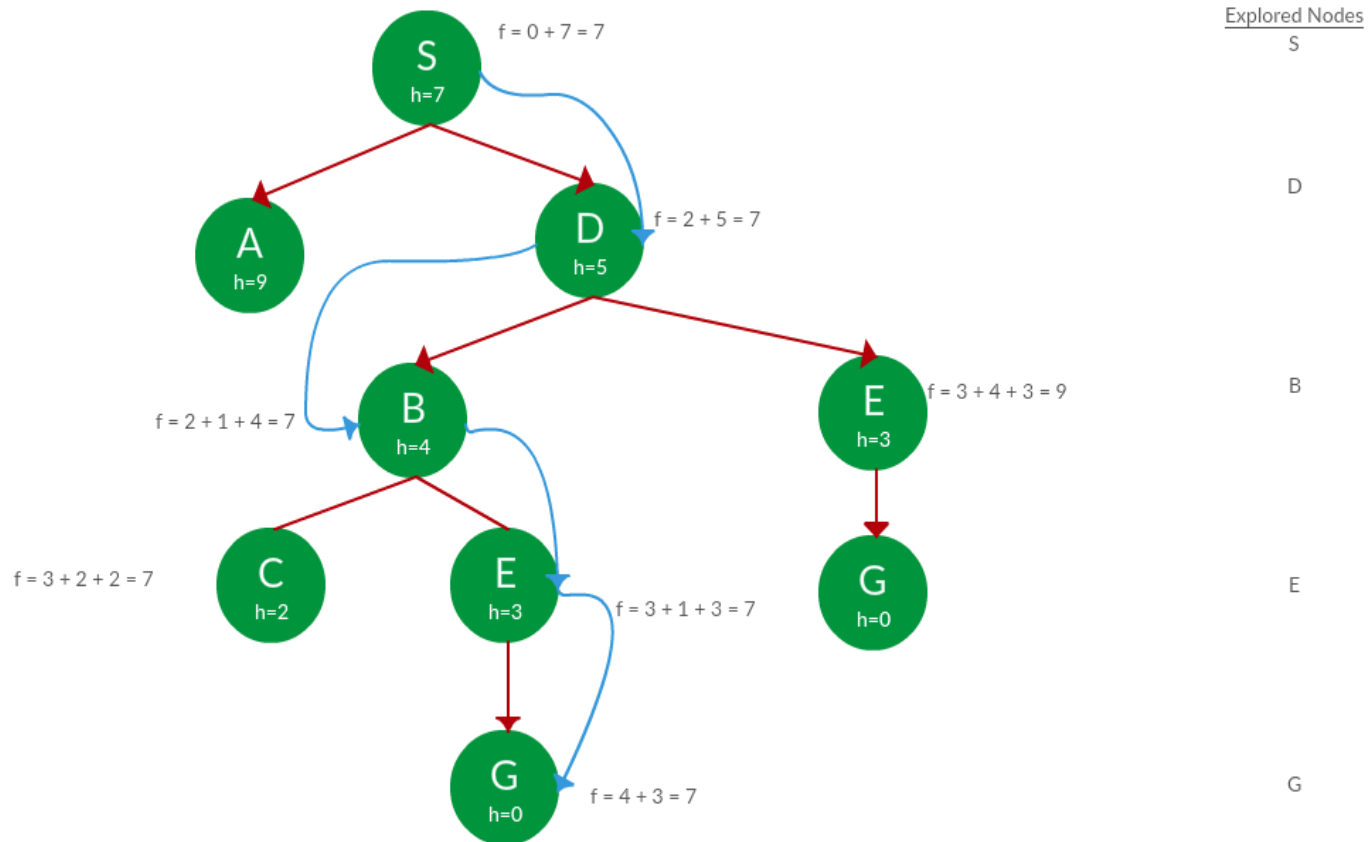 Explored Nodes
S
h=7
f = 0 + 7 = 7
S
A
h=9
D
h=5
f = 2 + 5 = 7
D
f = 2 + 1 + 4 = 7
B
h=4
E
h=3
f = 3 + 4 + 3 = 9
B
f = 3 + 2 + 2 = 7
C
h=2
E
h=3
f = 3 + 1 + 3 = 7
G
h=0
E
G
h=0
f = 4 + 3 = 7
G